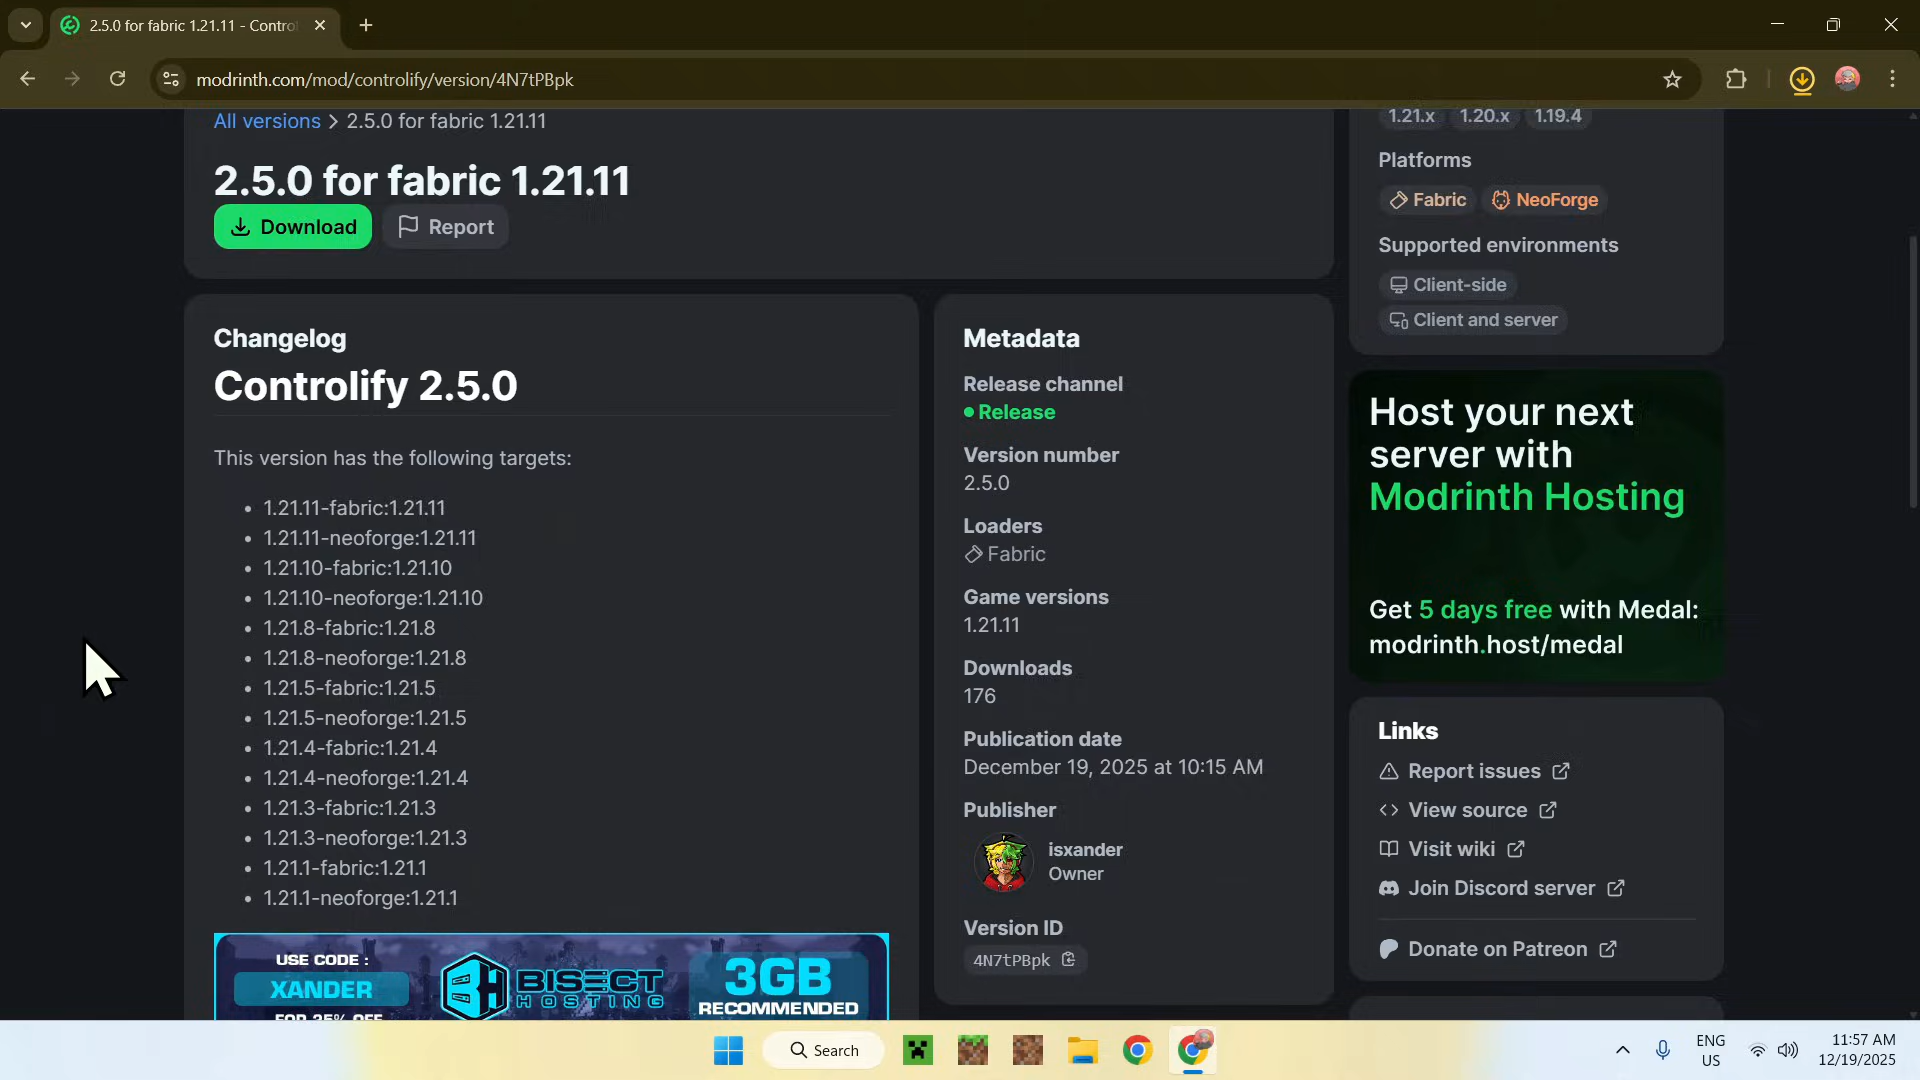 2.5.0 for fabric 1.21.11 - Contro
modrinth.com/mod/controlify/version/4N7tPBpk
All versions > 2.5.0 for fabric 1.21.11
2.5.0 for fabric 1.21.11
Download
Report
Changelog
Controlify 2.5.0
This version has the following targets:
• 1.21.11-fabric:1.21.11
• 1.21.11-neoforge:1.21.11
• 1.21.10-fabric:1.21.10
• 1.21.10-neoforge:1.21.10
• 1.21.8-fabric:1.21.8
• 1.21.8-neoforge:1.21.8
• 1.21.5-fabric:1.21.5
• 1.21.5-neoforge:1.21.5
• 1.21.4-fabric:1.21.4
• 1.21.4-neoforge:1.21.4
• 1.21.3-fabric:1.21.3
• 1.21.3-neoforge:1.21.3
• 1.21.1-fabric:1.21.1
• 1.21.1-neoforge:1.21.1
USE CODE :
XANDER
FOR 25% OFF
BISECT
HOSTING
3GB
RECOMMENDED
Metadata
Release channel
Release
Version number
2.5.0
Loaders
Fabric
Game versions
1.21.11
Downloads
176
Publication date
December 19, 2025 at 10:15 AM
Publisher
isxander
Owner
Version ID
4N7tPBpk
1.21.x 1.20.x 1.19.4
Platforms
Fabric NeoForge
Supported environments
Client-side
Client and server
Host your next
server with
Modrinth Hosting
Get 5 days free with Medal:
modrinth.host/medal
Links
Report issues
View source
Visit wiki
Join Discord server
Donate on Patreon
Search
ENG
US
11:57 AM
12/19/2025